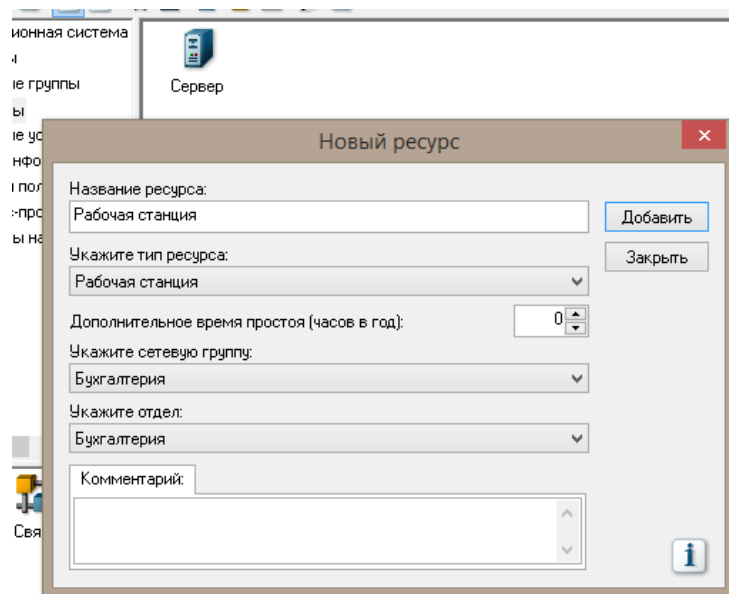 ионная система
ы
ие группы
Сервер
ы
ие ус
Новый ресурс
нфо
и пол
с-про
ы на
Название ресурса:
Рабочая станция
Добавить
Укажите тип ресурса:
Закрыть
Рабочая станция
Дополнительное время простоя (часов в год):
0
Укажите сетевую группу:
Бухгалтерия
Укажите отдел:
Бухгалтерия
Комментарий:
Свя